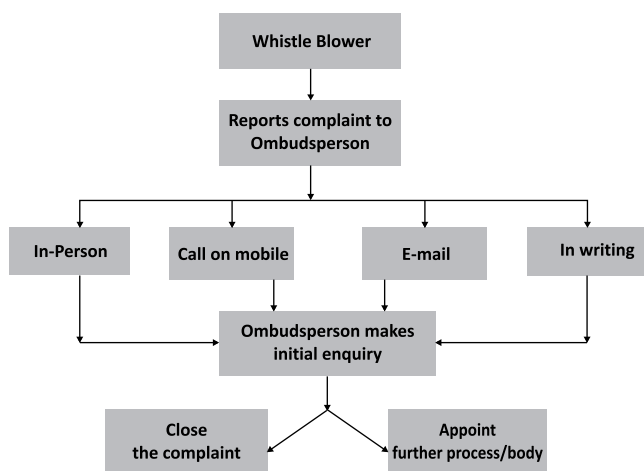 Whistle Blower
Reports complaint to
Ombudsperson
In-Person
Call on mobile
E-mail
In writing
Ombudsperson makes
initial enquiry
Close
the complaint
Appoint
further process/body